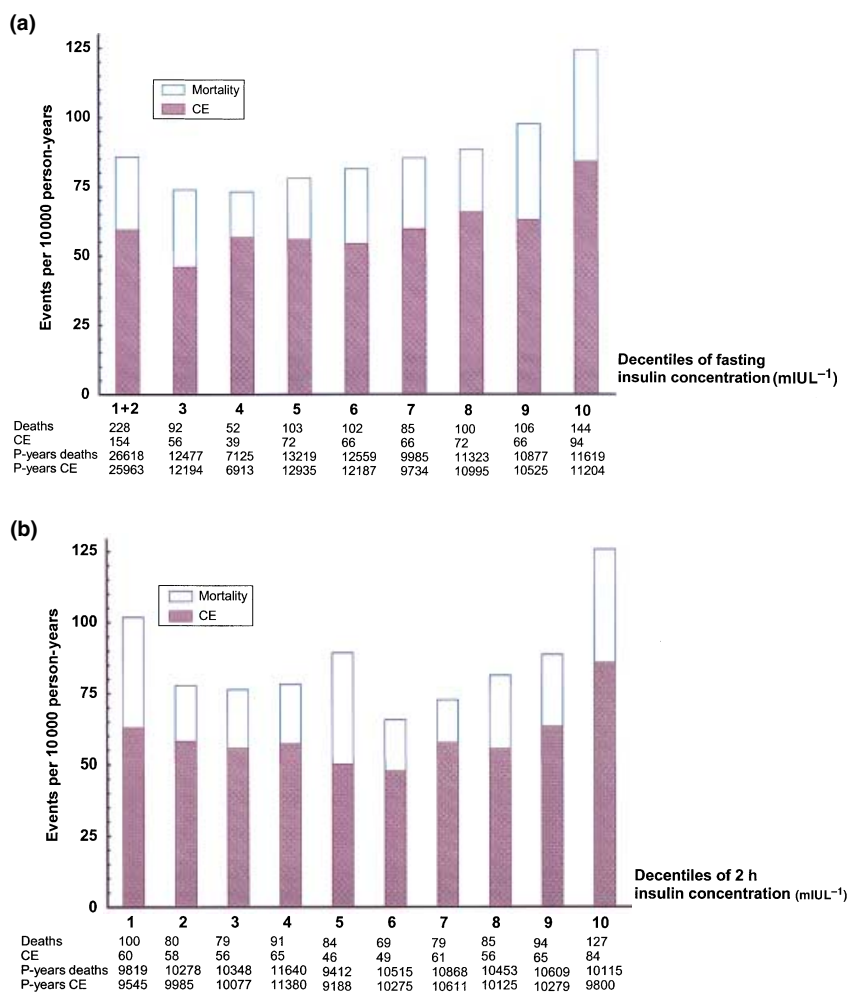 (a)
125
100
75
50
25
0
Events per 10 000 person-years
Mortality
CE
Decentiles of fasting
insulin concentration (mIUL–1)
1+2 3 4 5 6 7 8 9 10
Deaths 228 92 52 103 102 85 100 106 144
CE 154 56 39 72 66 66 72 66 94
P-years deaths 26618 12477 7125 13219 12559 9985 11323 10877 11619
P-years CE 25963 12194 6913 12935 12187 9734 10995 10525 11204
(b)
125
100
75
50
25
0
Events per 10 000 person-years
Mortality
CE
Decentiles of 2 h
insulin concentration (mIUL–1)
1 2 3 4 5 6 7 8 9 10
Deaths 100 80 79 91 84 69 79 85 94 127
CE 60 58 56 65 46 49 61 56 65 84
P-years deaths 9819 10278 10348 11640 9412 10515 10868 10453 10609 10115
P-years CE 9545 9985 10077 11380 9188 10275 10611 10125 10279 9800